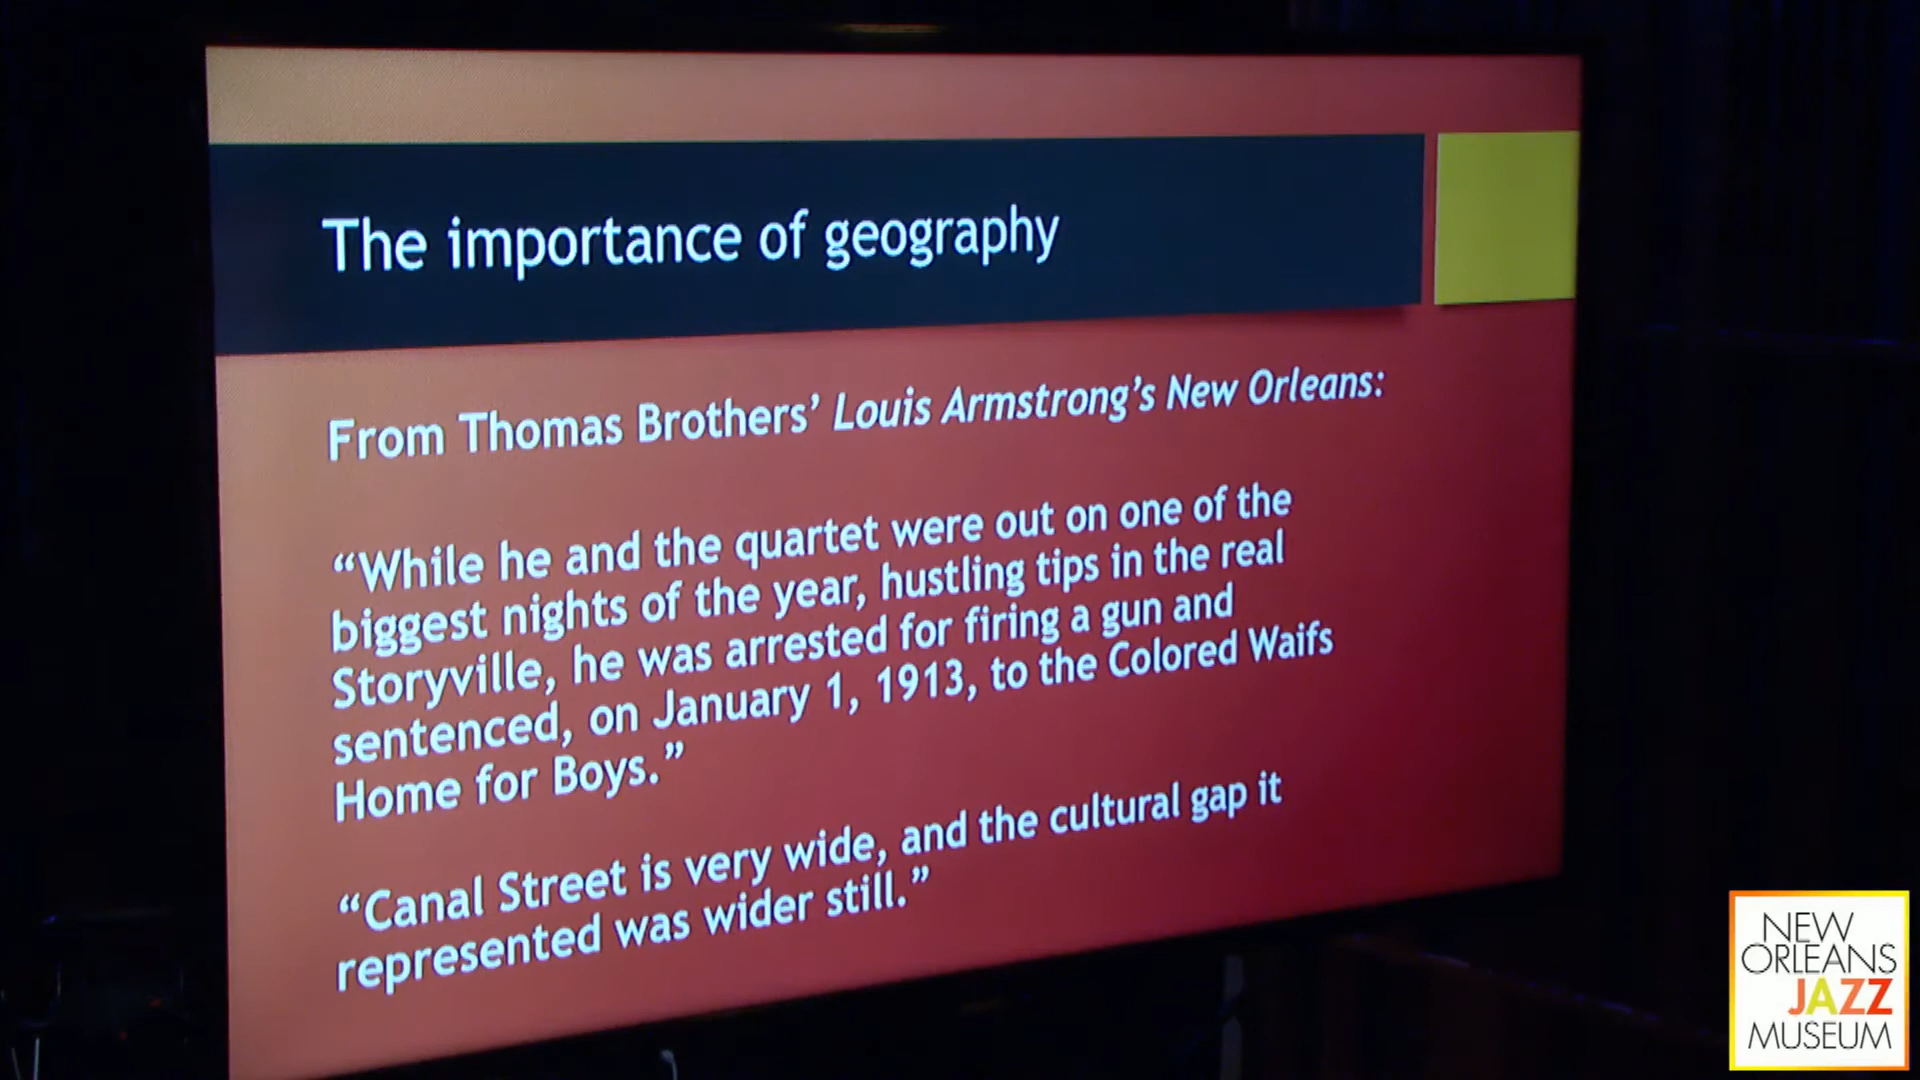 The importance of geography
From Thomas Brothers’ Louis Armstrong’s New Orleans:
“While he and the quartet were out on one of the
biggest nights of the year, hustling tips in the real
Storyville, he was arrested for firing a gun and
sentenced, on January 1, 1913, to the Colored Waifs
Home for Boys.”
“Canal Street is very wide, and the cultural gap it
represented was wider still.”
NEW
ORLEANS
JAZZ
MUSEUM